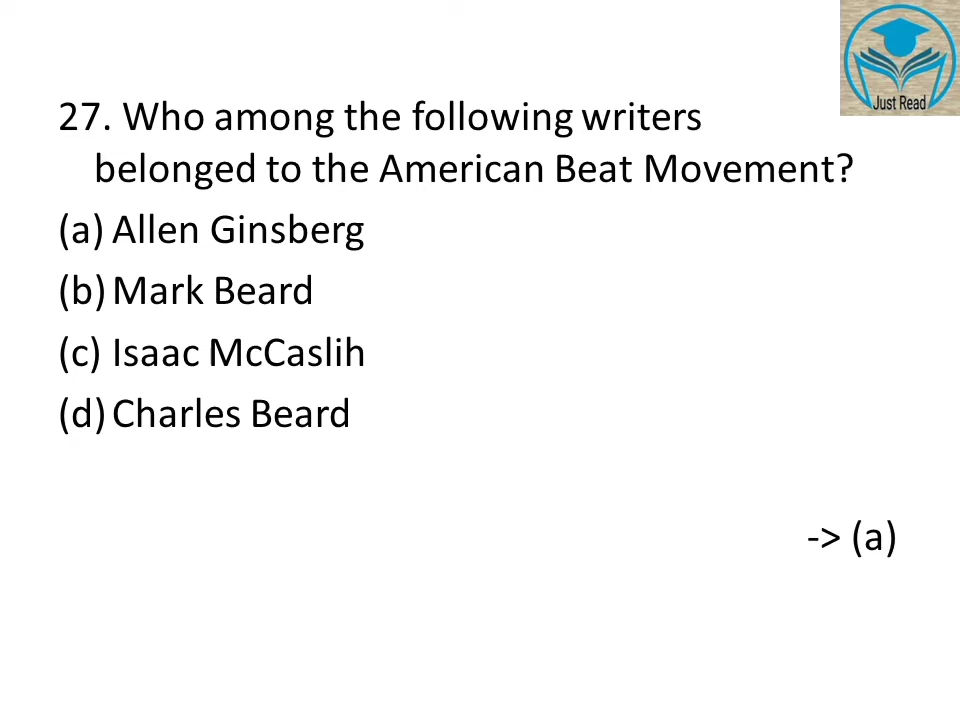 Just Read
27. Who among the following writers
belonged to the American Beat Movement?
(a) Allen Ginsberg
(b) Mark Beard
(c) Isaac McCaslih
(d) Charles Beard
-> (a)